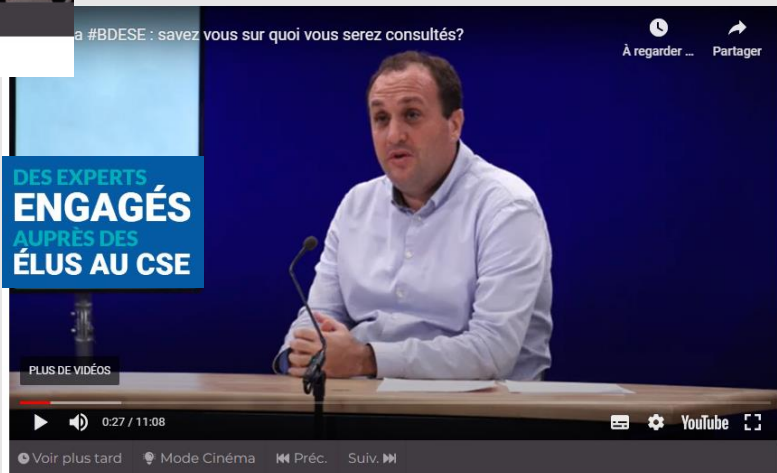 a #BDESE : savez vous sur quoi vous serez consultés?
À regarder ...
Partager
DES EXPERTS
ENGAGÉS
AUPRÈS DES
ÉLUS AU CSE
PLUS DE VIDÉOS
0:27 / 11:08
YouTube
Voir plus tard
Mode Cinéma
Préc.
Suiv.